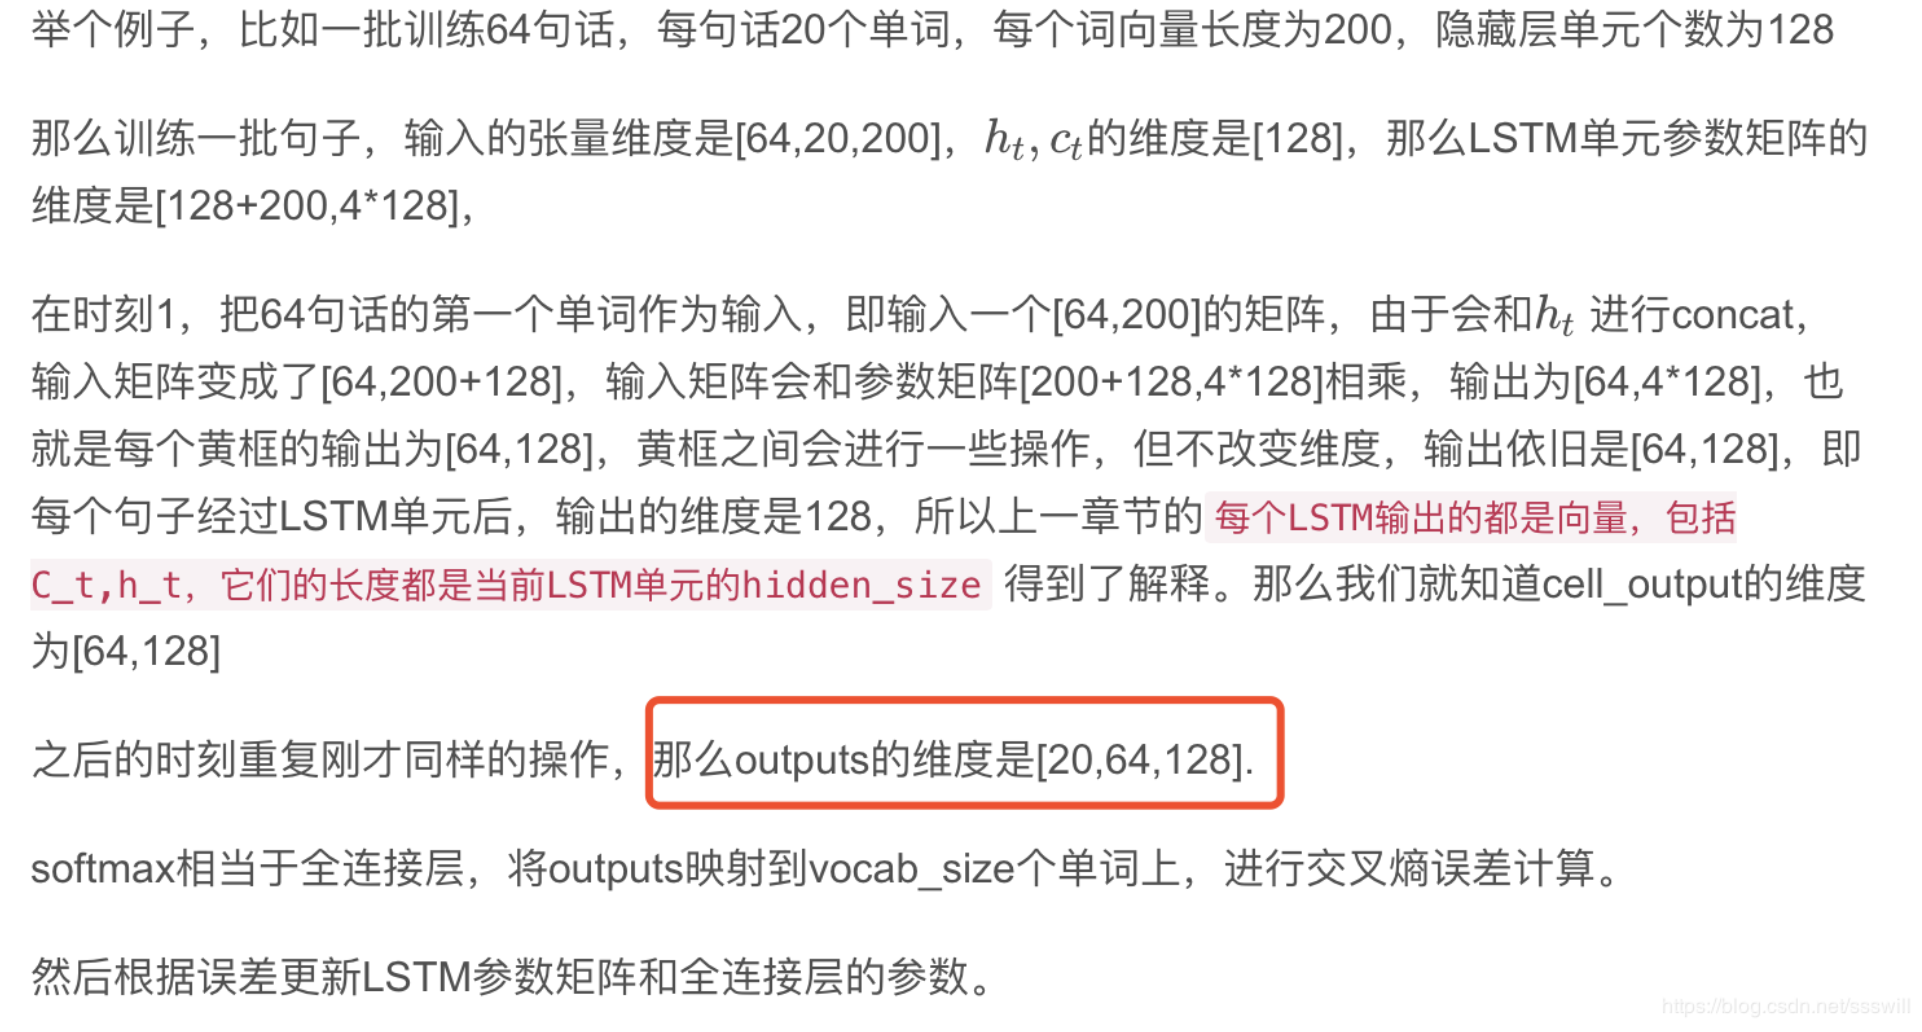 举个例子，比如一批训练64句话，每句话20个单词，每个词向量长度为200，隐藏层单元个数为128
那么训练一批句子，输入的张量维度是[64,20,200]，h_t, c_t的维度是[128]，那么LSTM单元参数矩阵的
维度是[128+200,4*128]，
在时刻1，把64句话的第一个单词作为输入，即输入一个[64,200]的矩阵，由于会和h_t 进行concat，
输入矩阵变成了[64,200+128]，输入矩阵会和参数矩阵[200+128,4*128]相乘，输出为[64,4*128]，也
就是每个黄框的输出为[64,128]，黄框之间会进行一些操作，但不改变维度，输出依旧是[64,128]，即
每个句子经过LSTM单元后，输出的维度是128，所以上一章节的 每个LSTM输出的都是向量，包括
C_t,h_t，它们的长度都是当前LSTM单元的hidden_size 得到了解释。那么我们就知道cell_output的维度
为[64,128]
之后的时刻重复刚才同样的操作，那么outputs的维度是[20,64,128].
softmax相当于全连接层，将outputs映射到vocab_size个单词上，进行交叉熵误差计算。
然后根据误差更新LSTM参数矩阵和全连接层的参数。
https://blog.csdn.net/ssswill